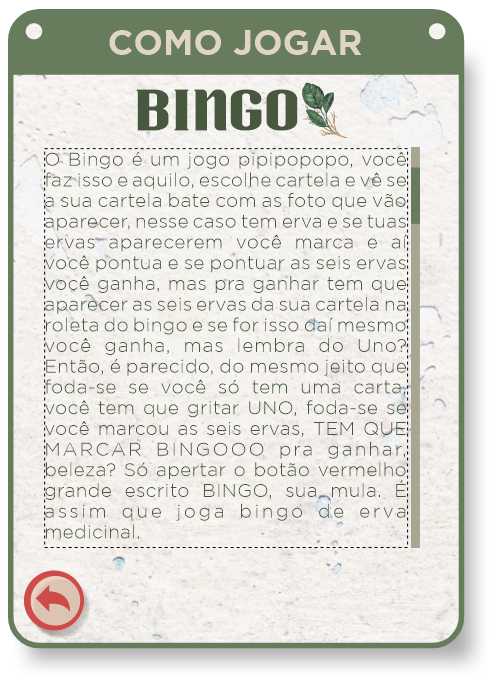 COMO JOGAR
BINGO
O Bingo é um jogo pipipopopo, você
faz isso e aquilo, escolhe cartela e vê se
a sua cartela bate com as foto que vão
aparecer, nesse caso tem erva e se tuas
ervas aparecerem você marca e aí
você pontua e se pontuar as seis ervas
você ganha, mas pra ganhar tem que
aparecer as seis ervas da sua cartela na
roleta do bingo e se for isso daí mesmo
você ganha, mas lembra do Uno?
Então, é parecido, do mesmo jeito que
foda-se se você só tem uma carta,
você tem que gritar UNO, foda-se se
você marcou as seis ervas, TEM QUE
MARCAR BINGOOO pra ganhar,
beleza? Só apertar o botão vermelho
grande escrito BINGO, sua mula. É
assim que joga bingo de erva
medicinal.